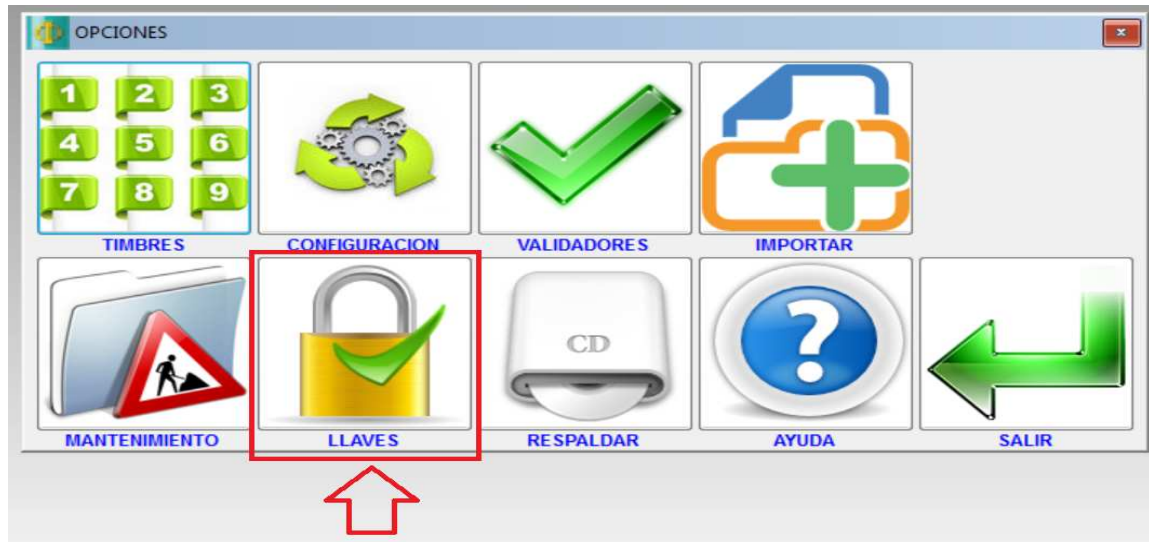 OPCIONES
1 2 3
4 5 6
7 8 9
TIMBRES CONFIGURACION VALIDADORES IMPORTAR
CD
?
MANTENIMIENTO LLAVES RESPALDAR AYUDA SALIR